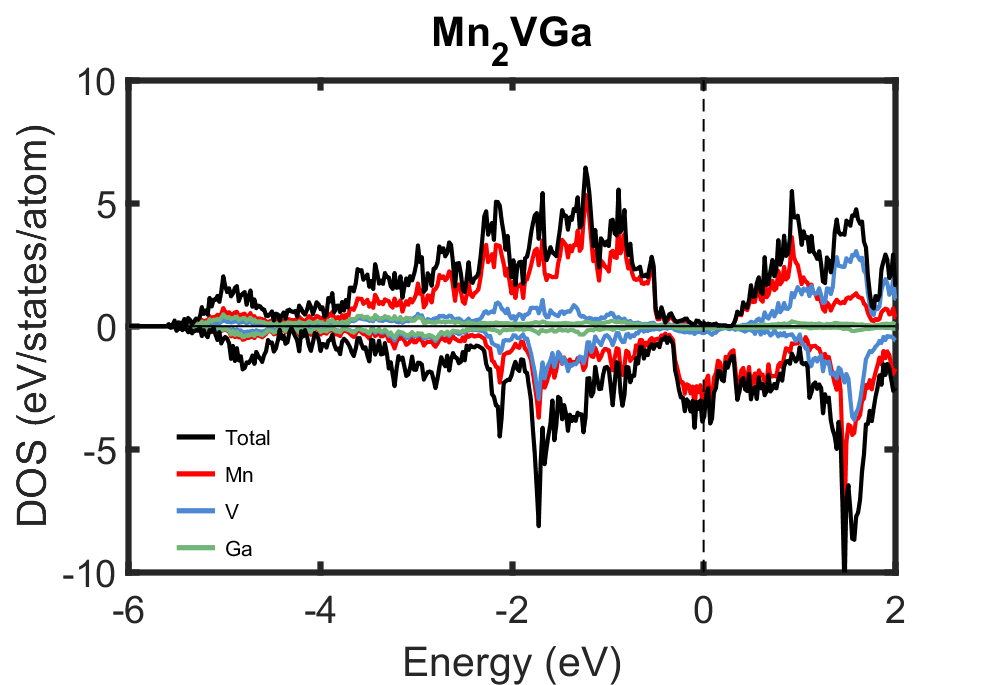 Mn₂VGa
DOS (eV/states/atom)
10
5
0
-5
-10
Total
Mn
V
Ga
-6 -4 -2 0 2
Energy (eV)